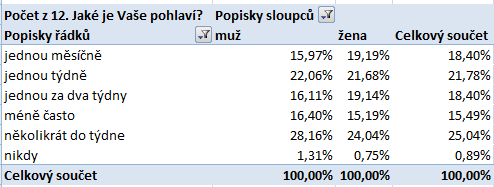 Počet z 12. Jaké je Vaše pohlaví? Popisky sloupců
Popisky řádků muž žena Celkový součet
jednou měsíčně 15,97% 19,19% 18,40%
jednou týdně 22,06% 21,68% 21,78%
jednou za dva týdny 16,11% 19,14% 18,40%
méně často 16,40% 15,19% 15,49%
několikrát do týdne 28,16% 24,04% 25,04%
nikdy 1,31% 0,75% 0,89%
Celkový součet 100,00% 100,00% 100,00%